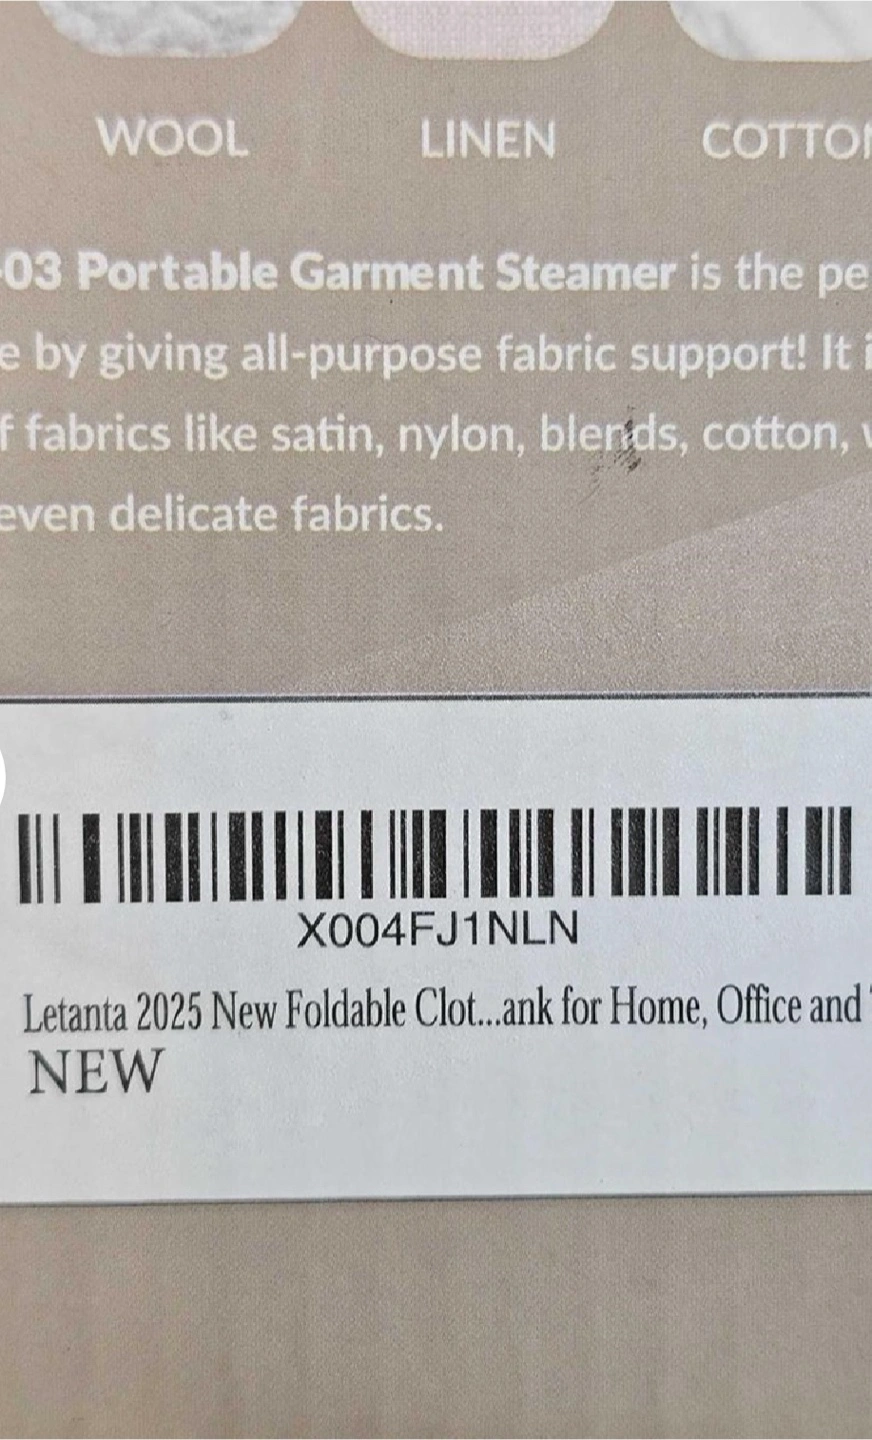 WOOL LINEN COTTON
-03 Portable Garment Steamer is the pe
e by giving all-purpose fabric support! It i
f fabrics like satin, nylon, blends, cotton,
even delicate fabrics.
X004FJ1NLN
Letanta 2025 New Foldable Clot...ank for Home, Office and
NEW